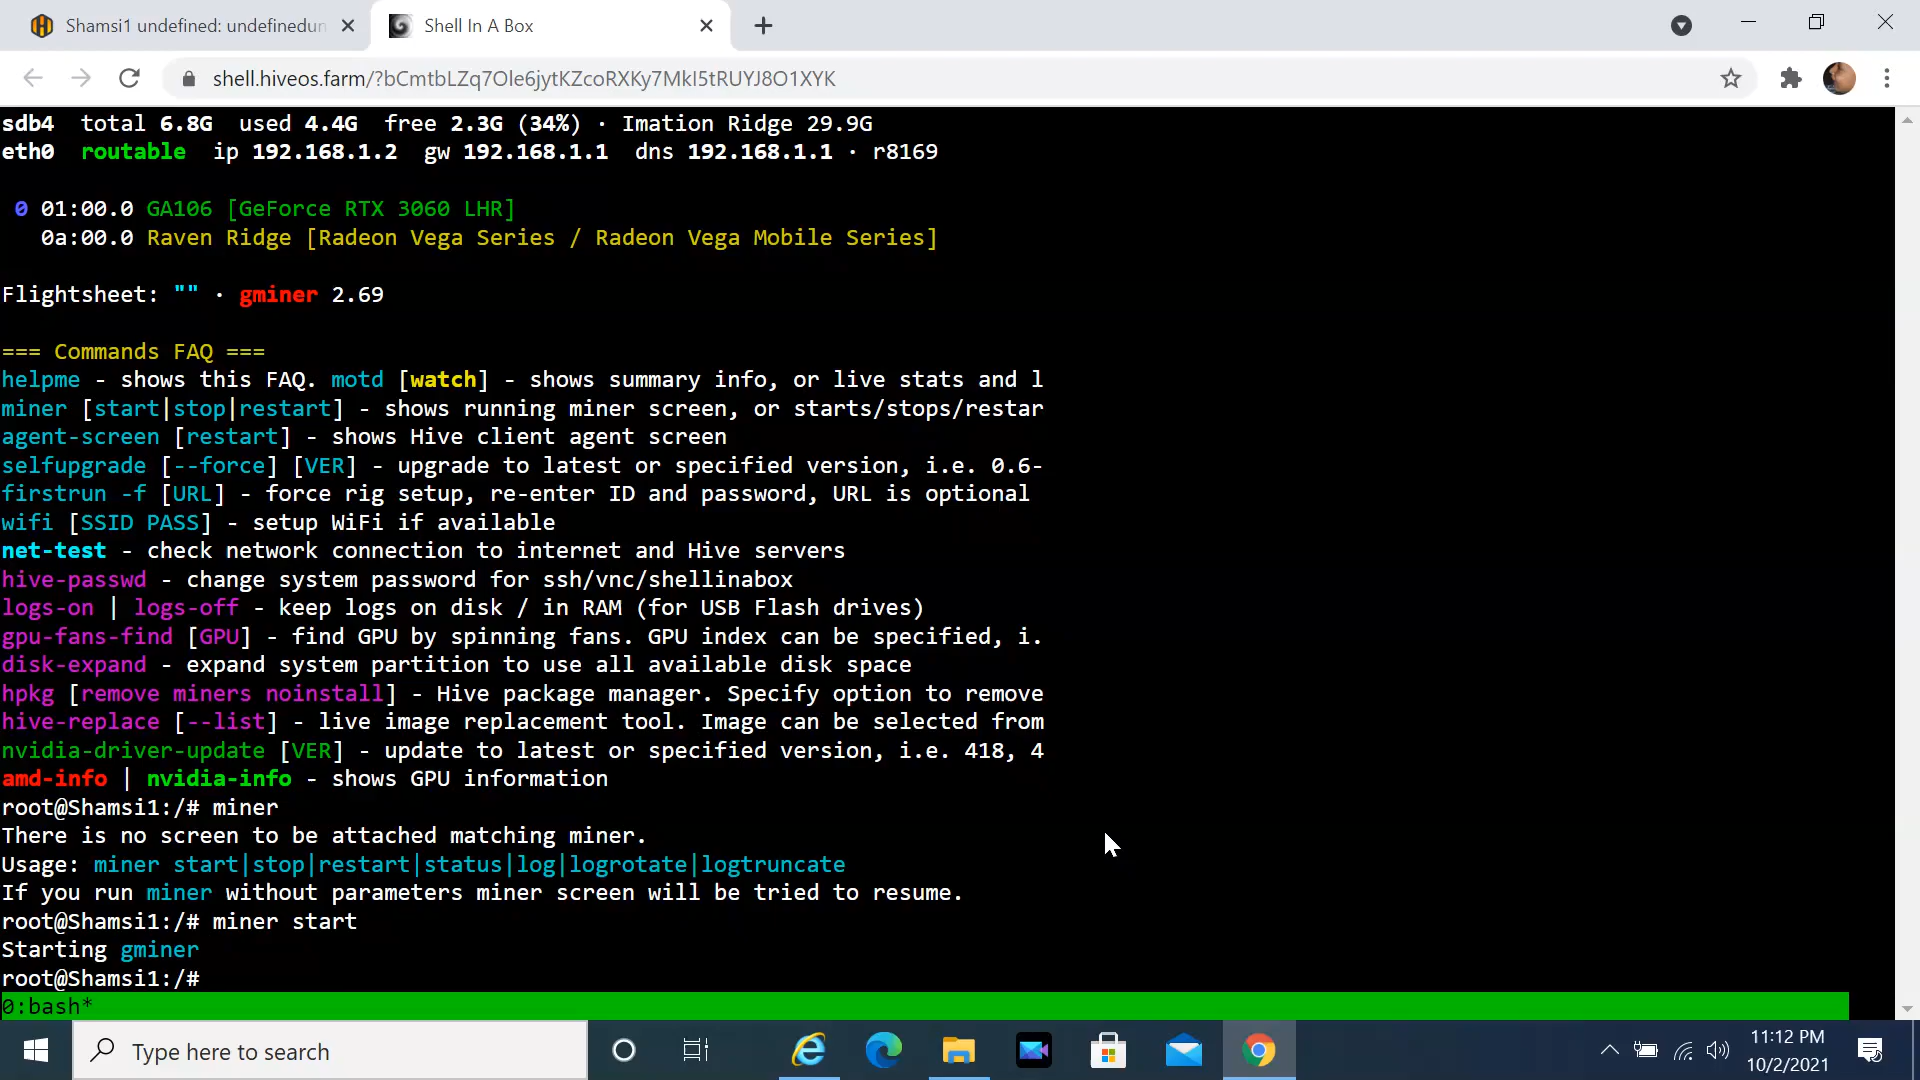 Shamsi1 undefined: undefinedun
Shell In A Box
shell.hiveos.farm/?bCmtbLZq7Ole6jytKZcoRXKy7MkI5tRUYJ8O1XYK
sdb4 total 6.8G used 4.4G free 2.3G (34%) · Imation Ridge 29.9G
eth0 routable ip 192.168.1.2 gw 192.168.1.1 dns 192.168.1.1 · r8169
0 01:00.0 GA106 [GeForce RTX 3060 LHR]
0a:00.0 Raven Ridge [Radeon Vega Series / Radeon Vega Mobile Series]
Flightsheet: "" · gminer 2.69
=== Commands FAQ ===
helpme - shows this FAQ. motd [watch] - shows summary info, or live stats and l
miner [start|stop|restart] - shows running miner screen, or starts/stops/restar
agent-screen [restart] - shows Hive client agent screen
selfupgrade [--force] [VER] - upgrade to latest or specified version, i.e. 0.6-
firstrun -f [URL] - force rig setup, re-enter ID and password, URL is optional
wifi [SSID PASS] - setup WiFi if available
net-test - check network connection to internet and Hive servers
hive-passwd - change system password for ssh/vnc/shellinabox
logs-on | logs-off - keep logs on disk / in RAM (for USB Flash drives)
gpu-fans-find [GPU] - find GPU by spinning fans. GPU index can be specified, i.
disk-expand - expand system partition to use all available disk space
hpkg [remove miners noinstall] - Hive package manager. Specify option to remove
hive-replace [--list] - live image replacement tool. Image can be selected from
nvidia-driver-update [VER] - update to latest or specified version, i.e. 418, 4
amd-info | nvidia-info - shows GPU information
root@Shamsi1:/# miner
There is no screen to be attached matching miner.
Usage: miner start|stop|restart|status|log|logrotate|logtruncate
If you run miner without parameters miner screen will be tried to resume.
root@Shamsi1:/# miner start
Starting gminer
root@Shamsi1:/#
0:bash*
Type here to search
11:12 PM
10/2/2021